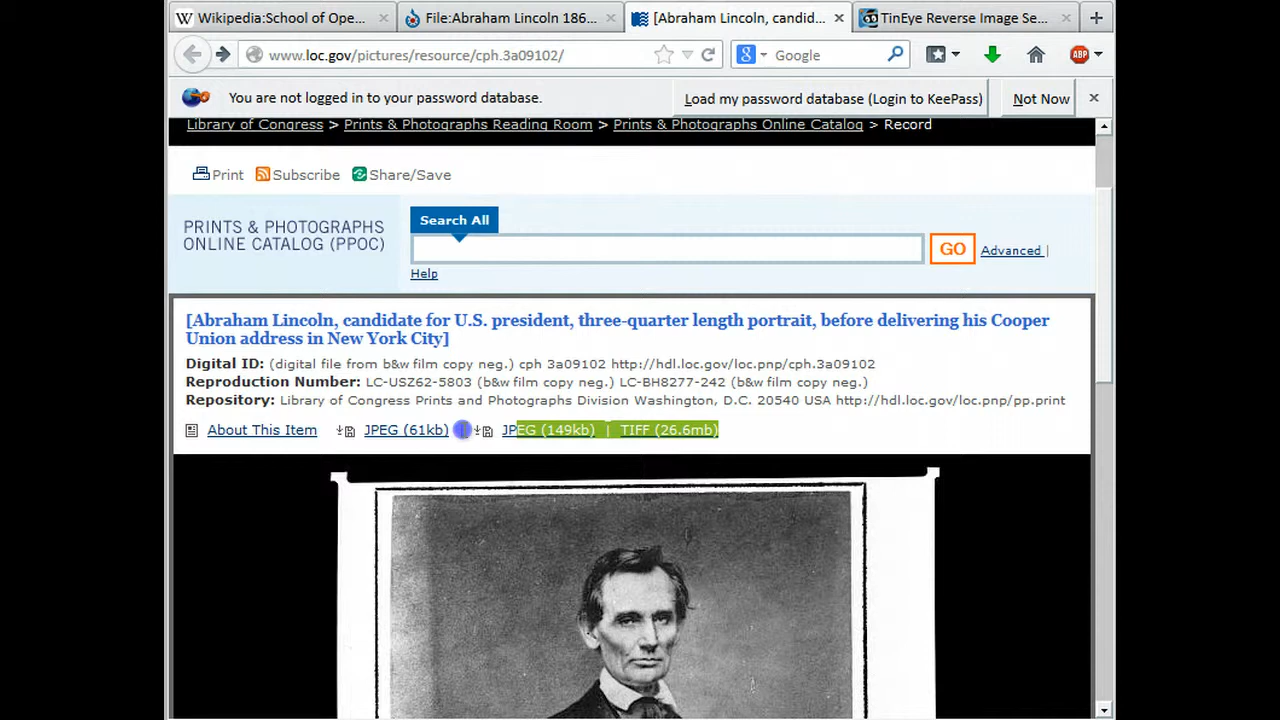 Wikipedia:School of Ope...
File:Abraham Lincoln 186...
[Abraham Lincoln, candid...
TinEye Reverse Image Se...
www.loc.gov/pictures/resource/cph.3a09102/
Google
ABP
You are not logged in to your password database.
Load my password database (Login to KeePass)
Not Now
Library of Congress > Prints & Photographs Reading Room > Prints & Photographs Online Catalog > Record
Print Subscribe Share/Save
PRINTS & PHOTOGRAPHS
ONLINE CATALOG (PPOC)
Search All
GO
Advanced |
Help
[Abraham Lincoln, candidate for U.S. president, three-quarter length portrait, before delivering his Cooper
Union address in New York City]
Digital ID: (digital file from b&w film copy neg.) cph 3a09102 http://hdl.loc.gov/loc.pnp/cph.3a09102
Reproduction Number: LC-USZ62-5803 (b&w film copy neg.) LC-BH8277-242 (b&w film copy neg.)
Repository: Library of Congress Prints and Photographs Division Washington, D.C. 20540 USA http://hdl.loc.gov/loc.pnp/pp.print
About This Item JPEG (61kb) | JPEG (149kb) | TIFF (26.6mb)